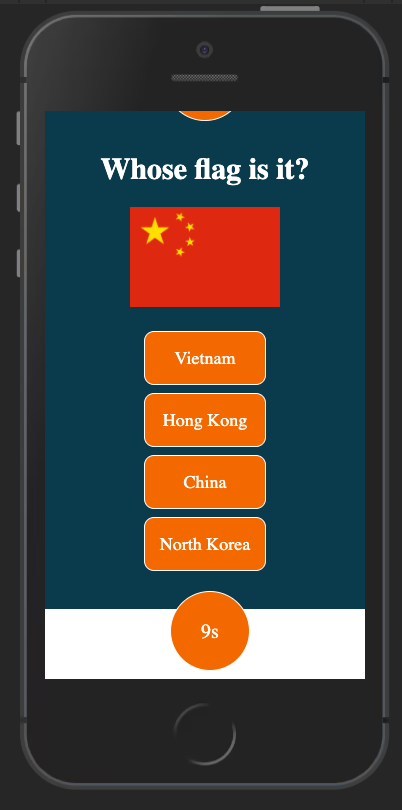 Whose flag is it?
Vietnam
Hong Kong
China
North Korea
9s